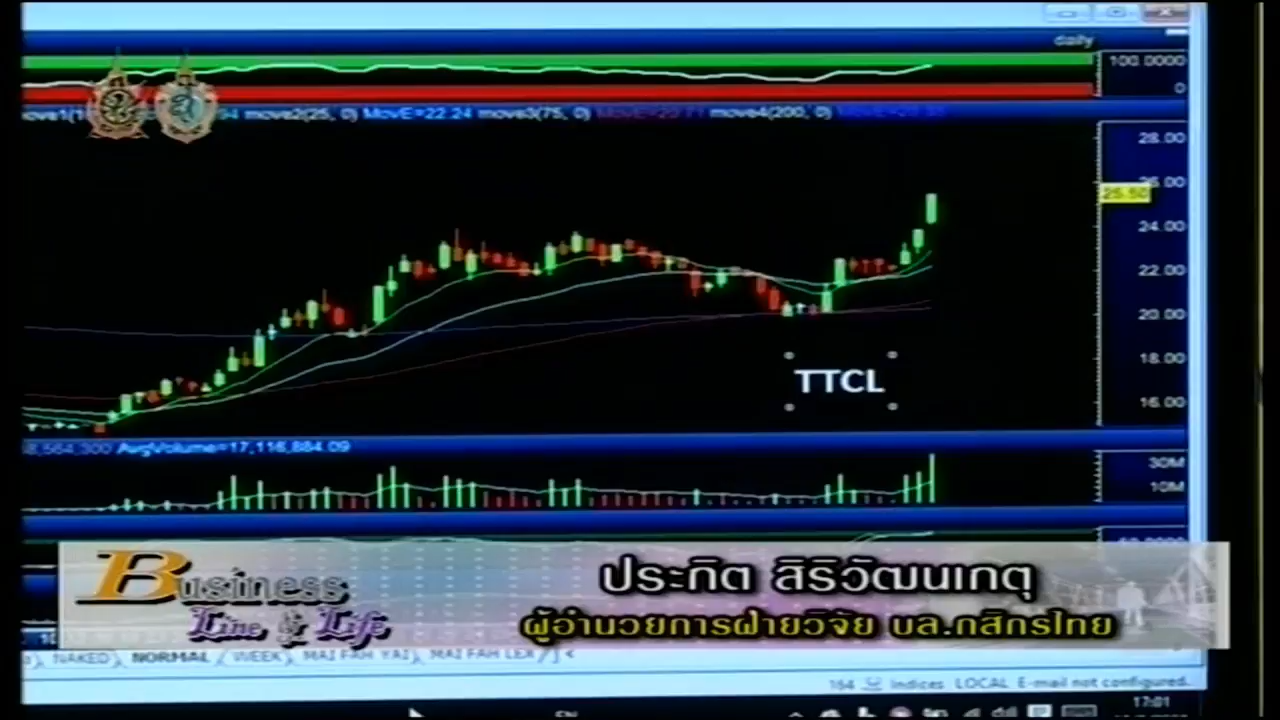 daily
100.0000
0
move2(25, 0) MovE=22.24 move3(75, 0) move4(200, 0)
28.00
25.50
24.00
22.00
20.00
18.00
TTCL
16.00
AvgVolume=17,116,884.09
30M
10M
Business
Line & Life
ประกิต สิริวัฒนเกตุ
ผู้อำนวยการฝ่ายวิจัย บล.กสิกรไทย
NAKED NORMAL WEEK MAI FAH YAI MAI FAH LEK
164 Indices LOCAL E-mail not configured.
EN
17:01